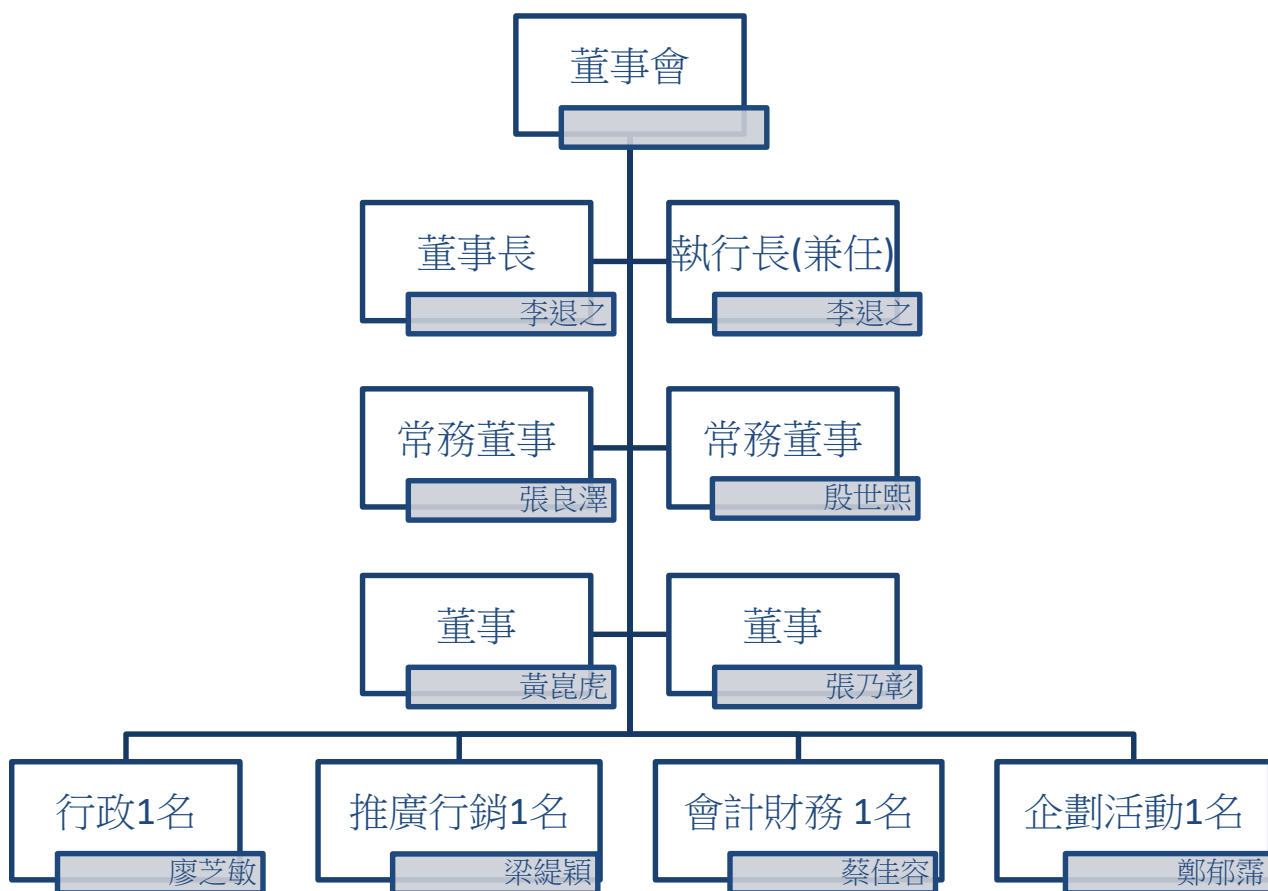 董事會
董事長
李退之
執行長(兼任)
李退之
常務董事
張良澤
常務董事
殷世熙
董事
黃崑虎
董事
張乃彰
行政1名
廖芝敏
推廣行銷1名
梁緹穎
會計財務 1名
蔡佳容
企劃活動1名
鄭郁霈